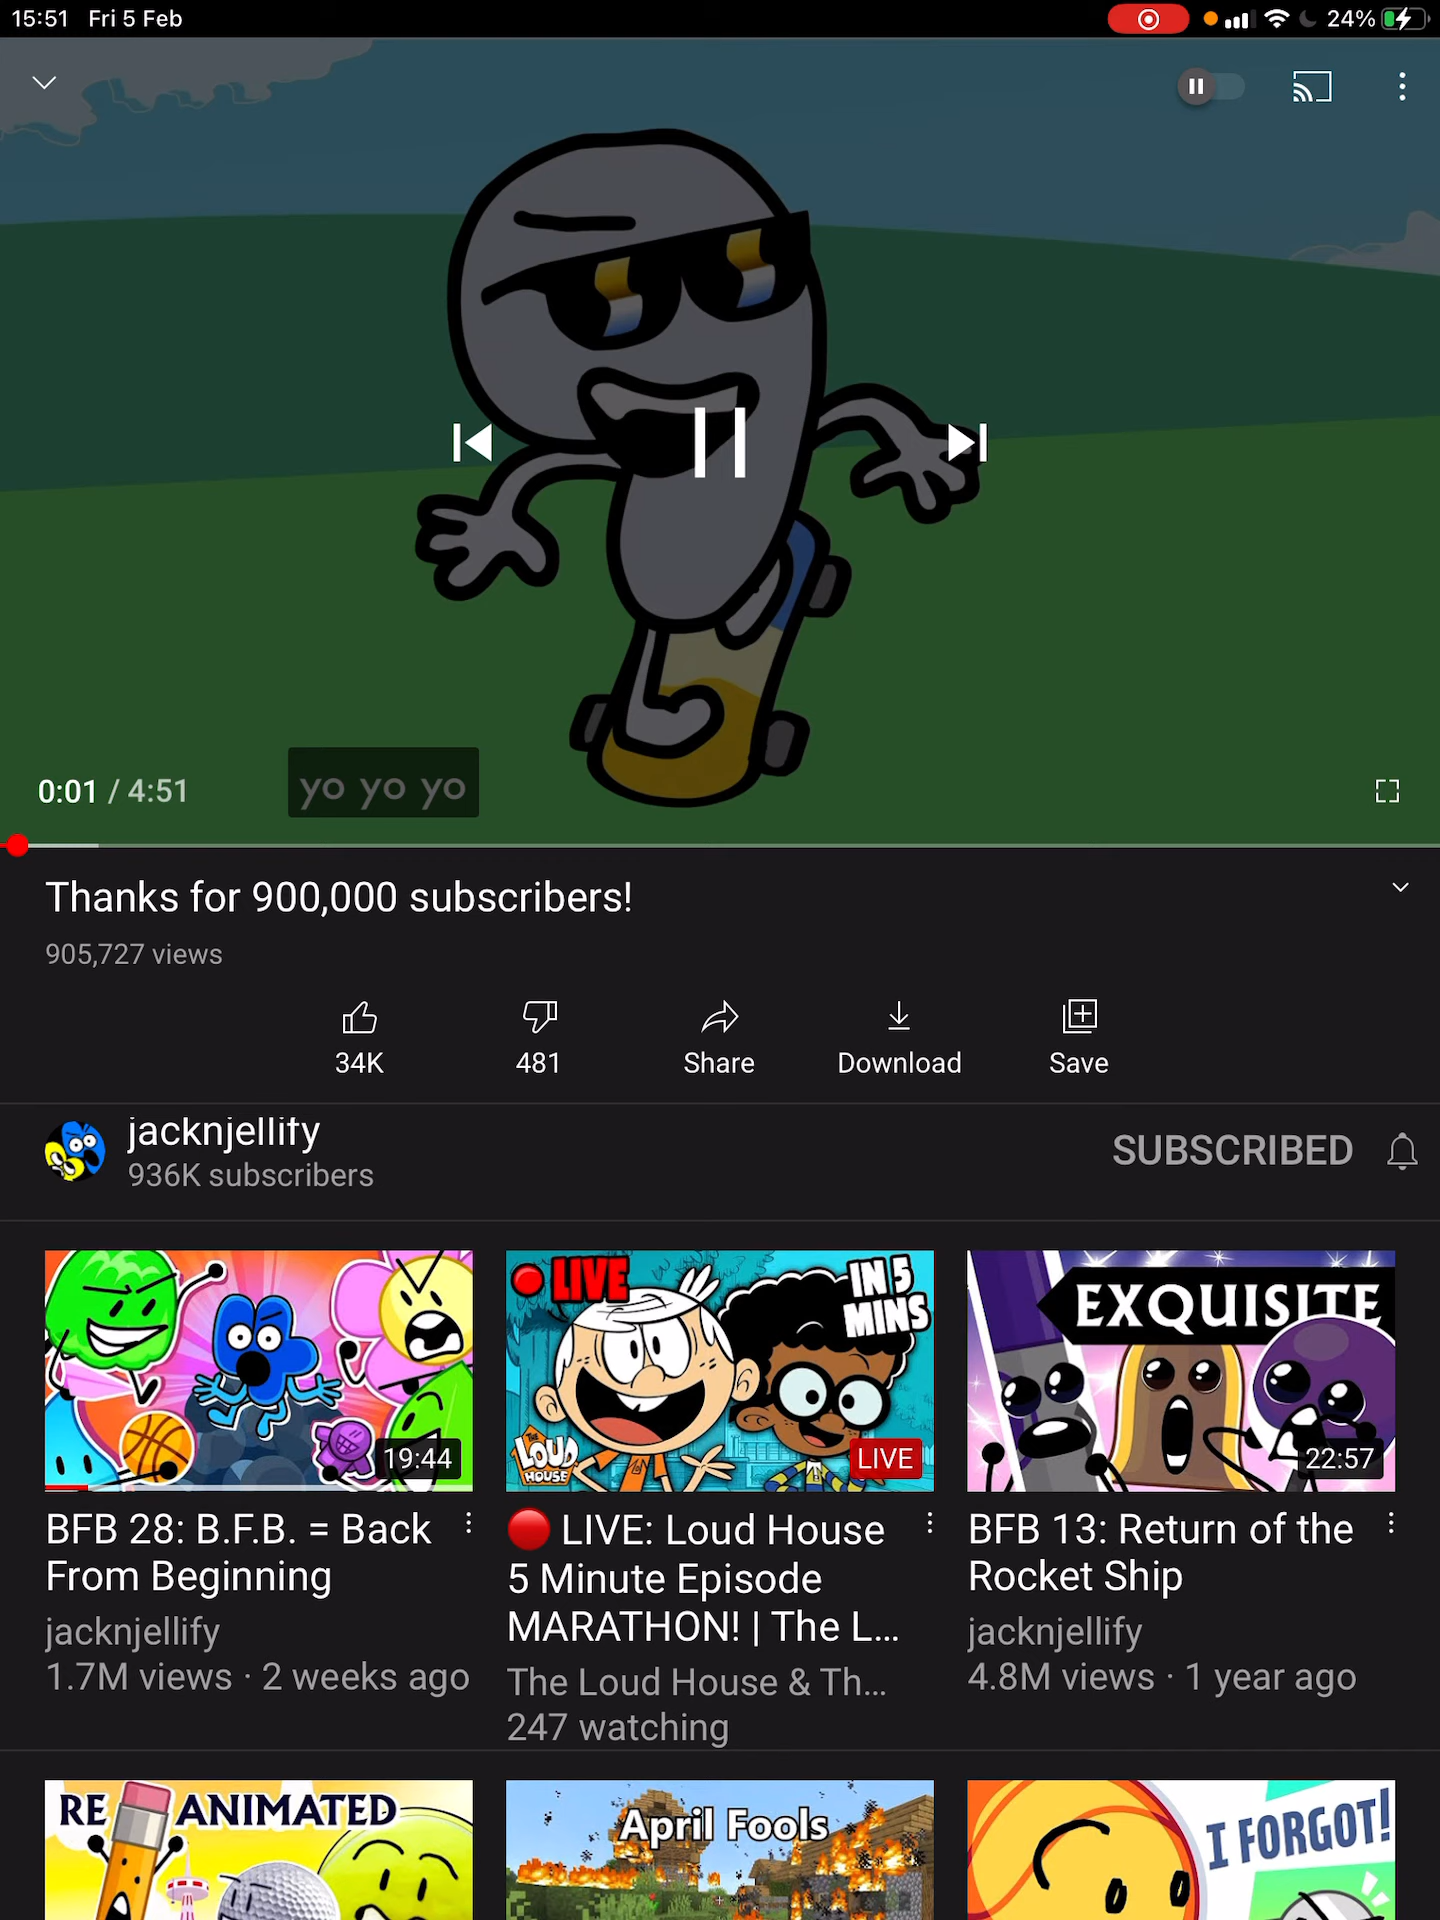 15:51 Fri 5 Feb
24%
0:01 / 4:51
yo yo yo
Thanks for 900,000 subscribers!
905,727 views
34K
481
Share
Download
Save
jacknjellify
936K subscribers
SUBSCRIBED
19:44
LIVE
IN 5
MINS
THE
LOUD
HOUSE
LIVE
EXQUISITE
22:57
BFB 28: B.F.B. = Back
From Beginning
jacknjellify
1.7M views · 2 weeks ago
LIVE: Loud House
5 Minute Episode
MARATHON! | The L...
The Loud House & Th...
247 watching
BFB 13: Return of the
Rocket Ship
jacknjellify
4.8M views · 1 year ago
RE ANIMATED
April Fools
I FORGOT!